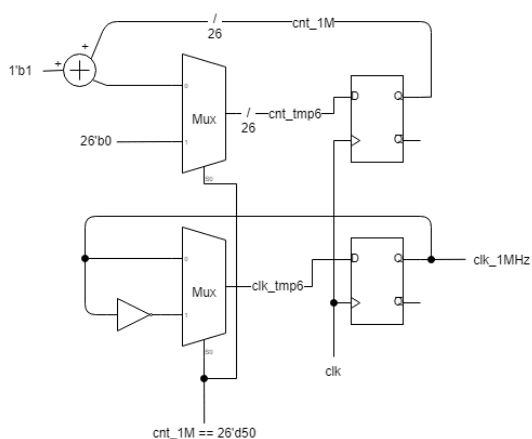 /
26
cnt_1M
+
+
1'b1
0
Mux
/
26
cnt_tmp6
D
Q
Q
26'b0
1
S0
0
Mux
clk_tmp6
D
Q
Q
clk_1MHz
1
S0
clk
cnt_1M == 26'd50